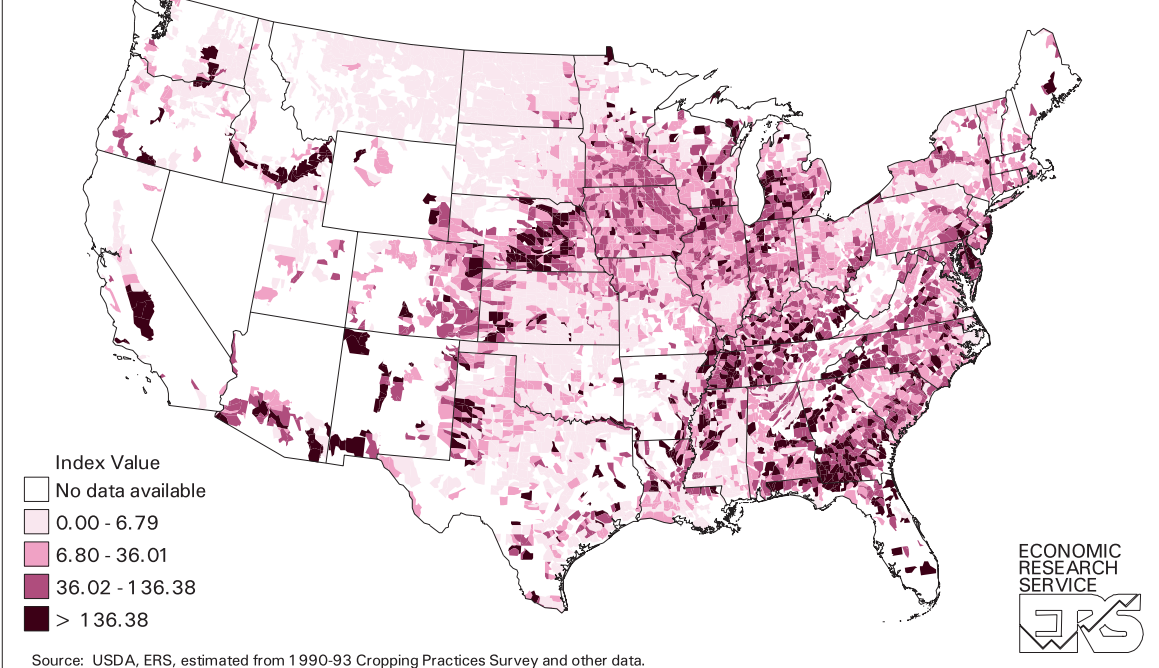 Index Value
No data available
0.00 - 6.79
6.80 - 36.01
36.02 - 136.38
> 136.38
ECONOMIC
RESEARCH
SERVICE
ERS
Source: USDA, ERS, estimated from 1990-93 Cropping Practices Survey and other data.